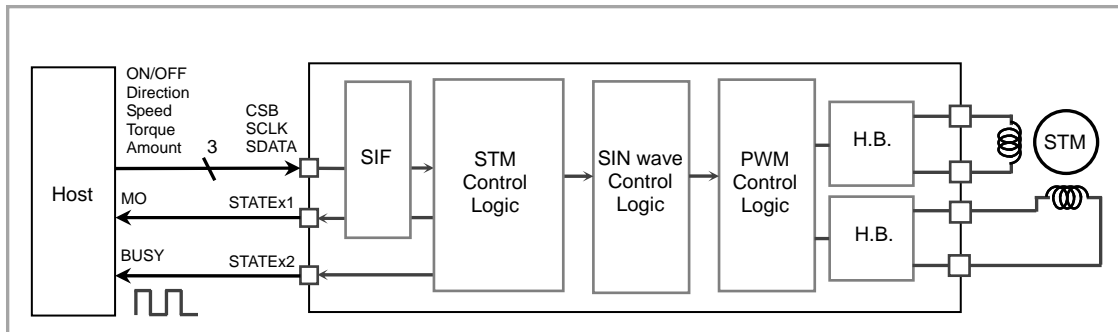 Host
ON/OFF
Direction
Speed
Torque
Amount
3
CSB
SCLK
SDATA
MO
STATEx1
BUSY
STATEx2
SIF
STM
Control
Logic
SIN wave
Control
Logic
PWM
Control
Logic
H.B.
H.B.
STM